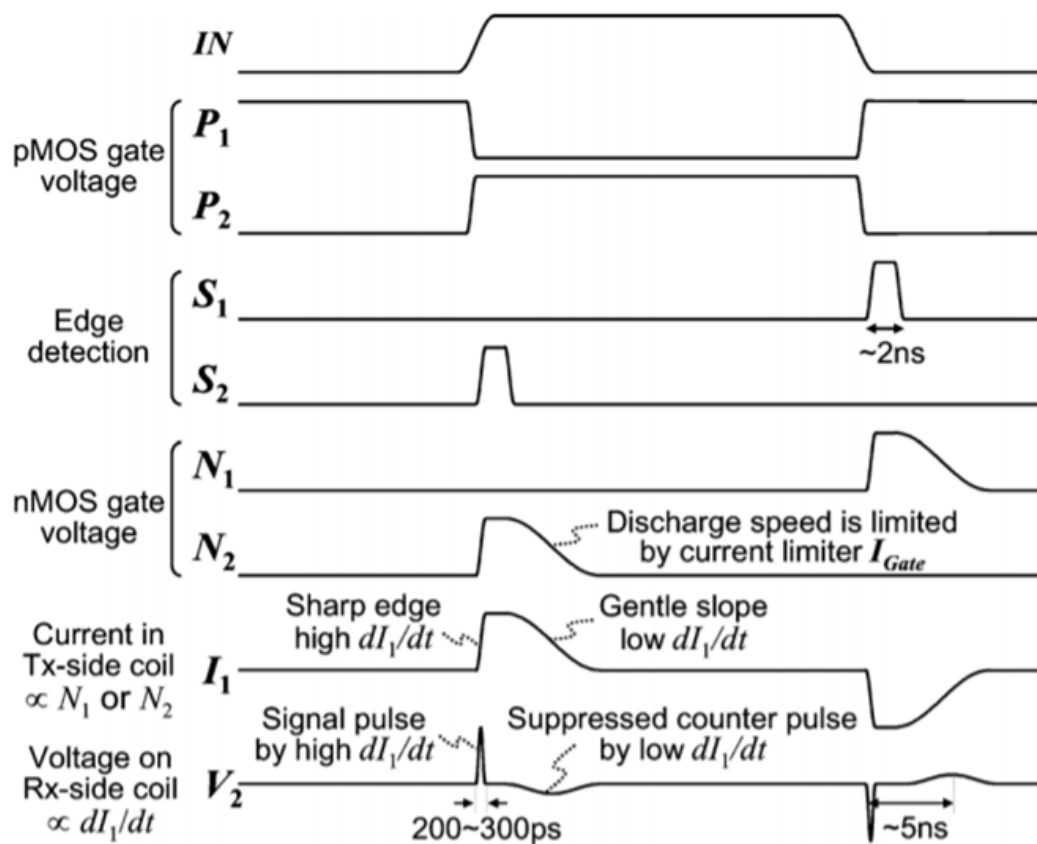 IN
pMOS gate
voltage
P₁
P₂
Edge
detection
S₁
~2ns
S₂
nMOS gate
voltage
N₁
N₂
Discharge speed is limited
by current limiter I_Gate
Current in
Tx-side coil
∝ N₁ or N₂
I₁
Sharp edge
high dI₁/dt
Gentle slope
low dI₁/dt
Voltage on
Rx-side coil
∝ dI₁/dt
V₂
Signal pulse
by high dI₁/dt
Suppressed counter pulse
by low dI₁/dt
200~300ps
~5ns